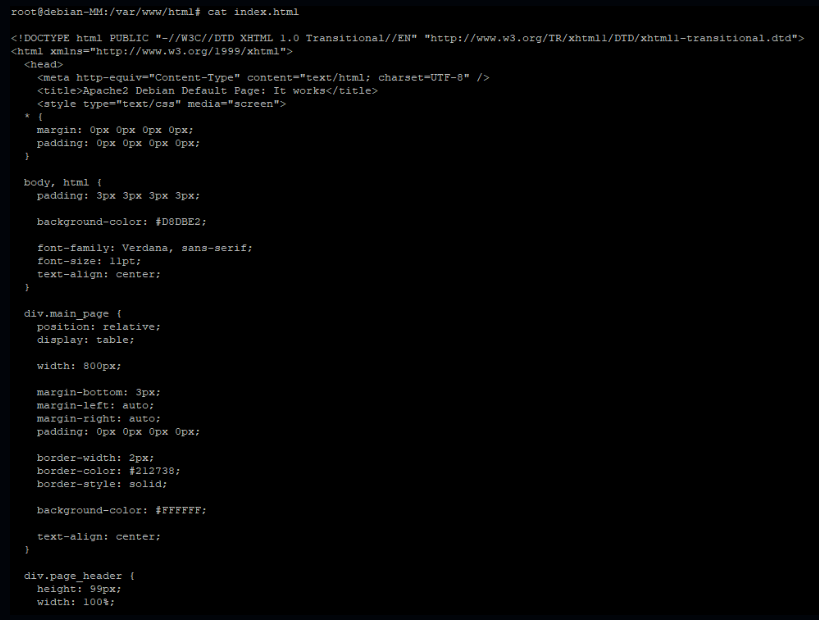 root@debian-MM:/var/www/html# cat index.html
<!DOCTYPE html PUBLIC "-//W3C//DTD XHTML 1.0 Transitional//EN" "http://www.w3.org/TR/xhtml1/DTD/xhtml1-transitional.dtd">
<html xmlns="http://www.w3.org/1999/xhtml">
  <head>
    <meta http-equiv="Content-Type" content="text/html; charset=UTF-8" />
    <title>Apache2 Debian Default Page: It works</title>
    <style type="text/css" media="screen">
  * {
    margin: 0px 0px 0px 0px;
    padding: 0px 0px 0px 0px;
  }
  body, html {
    padding: 3px 3px 3px 3px;
    background-color: #D8DBE2;
    font-family: Verdana, sans-serif;
    font-size: 11pt;
    text-align: center;
  }
  div.main_page {
    position: relative;
    display: table;
    width: 800px;
    margin-bottom: 3px;
    margin-left: auto;
    margin-right: auto;
    padding: 0px 0px 0px 0px;
    border-width: 2px;
    border-color: #212738;
    border-style: solid;
    background-color: #FFFFFF;
    text-align: center;
  }
  div.page_header {
    height: 99px;
    width: 100%;